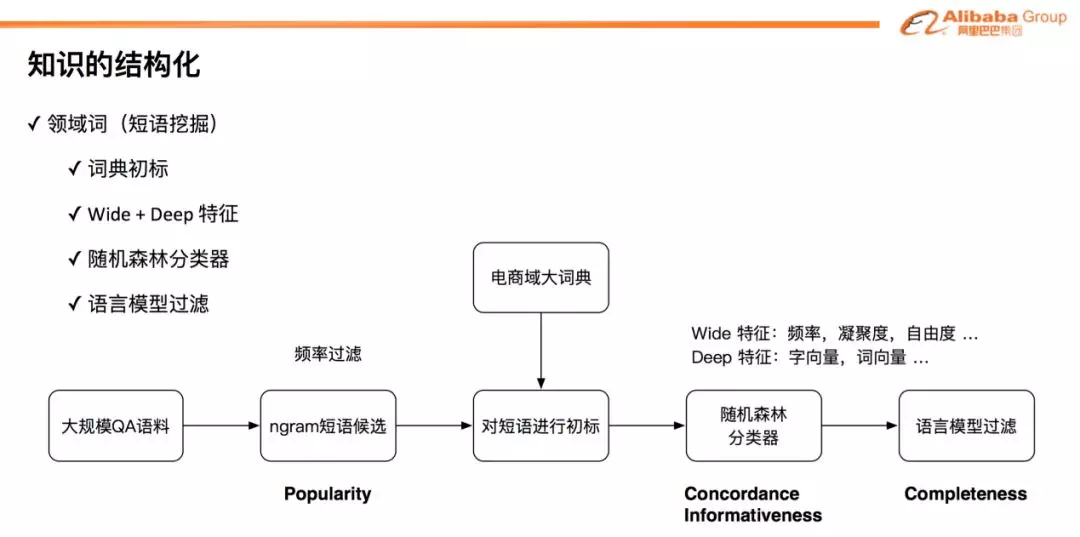 Alibaba Group
阿里巴巴集团
知识的结构化
✓ 领域词（短语挖掘）
✓ 词典初标
✓ Wide + Deep 特征
✓ 随机森林分类器
✓ 语言模型过滤
电商域大词典
频率过滤
Wide 特征：频率，凝聚度，自由度 ...
Deep 特征：字向量，词向量 ...
大规模QA语料
ngram短语候选
对短语进行初标
随机森林
分类器
语言模型过滤
Popularity
Concordance
Informativeness
Completeness